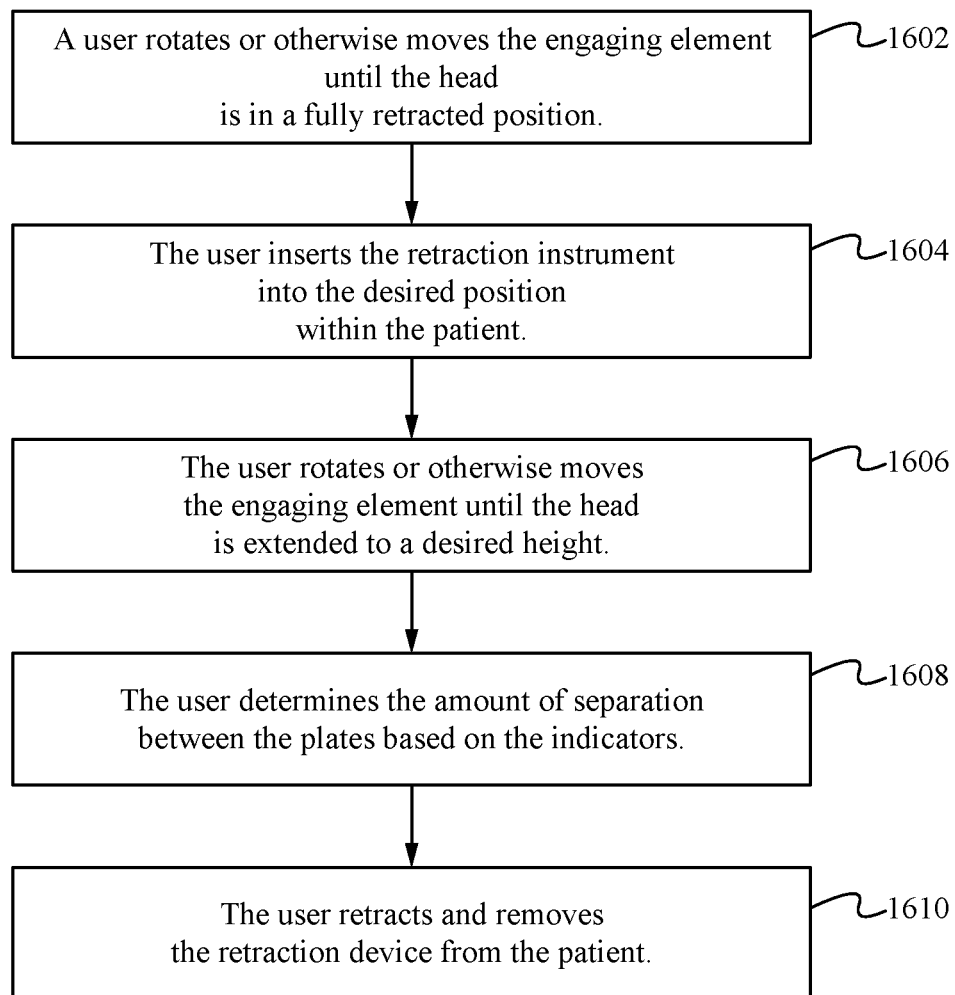 A user rotates or otherwise moves the engaging element
until the head
is in a fully retracted position.
1602
The user inserts the retraction instrument
into the desired position
within the patient.
1604
The user rotates or otherwise moves
the engaging element until the head
is extended to a desired height.
1606
The user determines the amount of separation
between the plates based on the indicators.
1608
The user retracts and removes
the retraction device from the patient.
1610